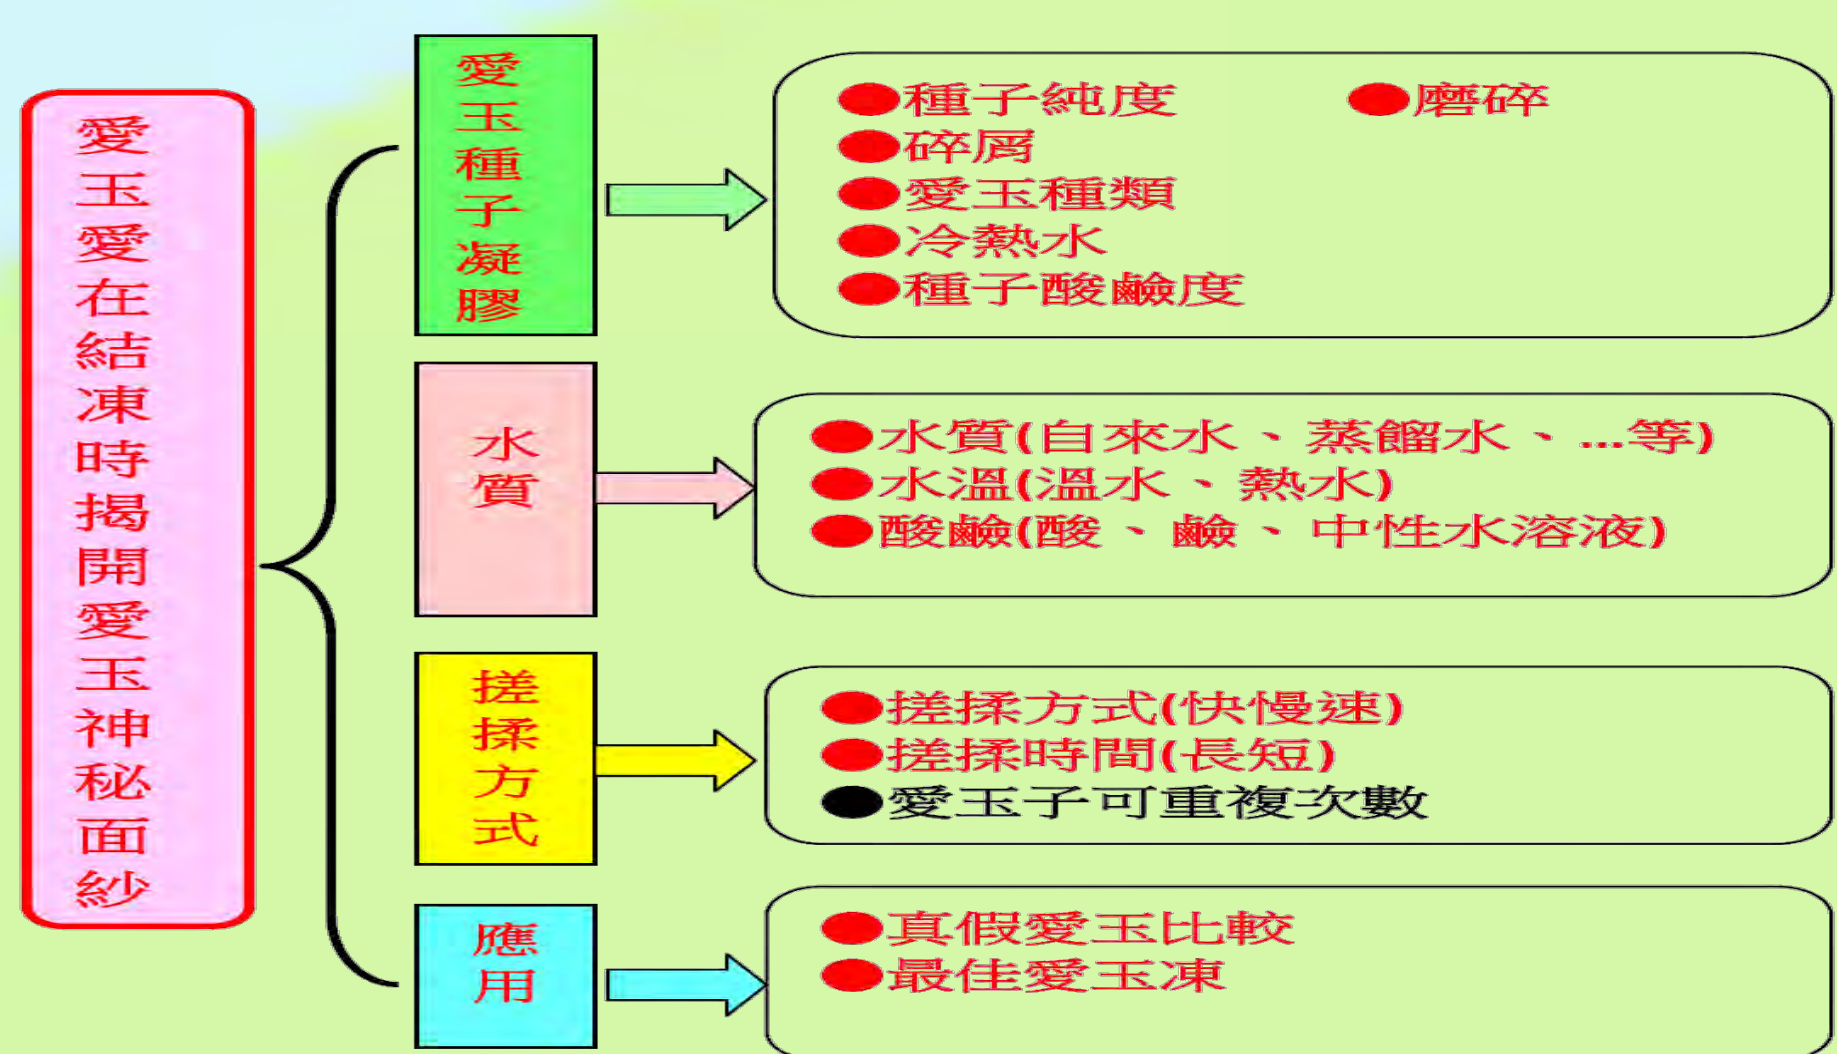 愛玉愛在結凍時揭開愛玉神秘面紗
愛玉種子凝膠
●種子純度 ●磨碎
●碎屑
●愛玉種類
●冷熱水
●種子酸鹼度
水質
●水質(自來水、蒸餾水、...等)
●水溫(溫水、熱水)
●酸鹼(酸、鹼、中性水溶液)
搓揉方式
●搓揉方式(快慢速)
●搓揉時間(長短)
●愛玉子可重複次數
應用
●真假愛玉比較
●最佳愛玉凍